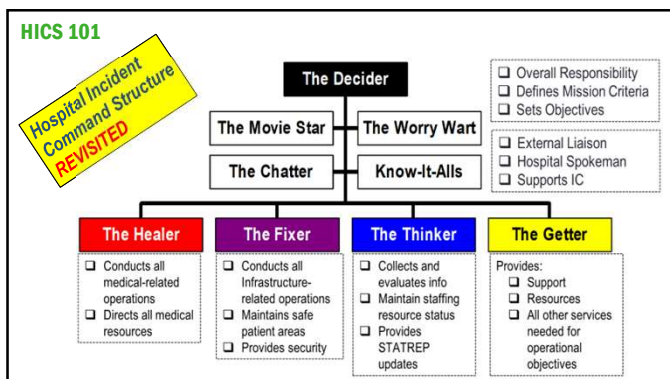 HICS 101
Hospital Incident
Command Structure
REVISITED
The Decider
❑ Overall Responsibility
❑ Defines Mission Criteria
❑ Sets Objectives
The Movie Star
The Worry Wart
The Chatter
Know-It-Alls
❑ External Liaison
❑ Hospital Spokeman
❑ Supports IC
The Healer
❑ Conducts all
medical-related
operations
❑ Directs all medical
resources
The Fixer
❑ Conducts all
Infrastructure-
related operations
❑ Maintains safe
patient areas
❑ Provides security
The Thinker
❑ Collects and
evaluates info
❑ Maintain staffing
resource status
❑ Provides
STATREP
updates
The Getter
Provides:
❑ Support
❑ Resources
❑ All other services
needed for
operational
objectives